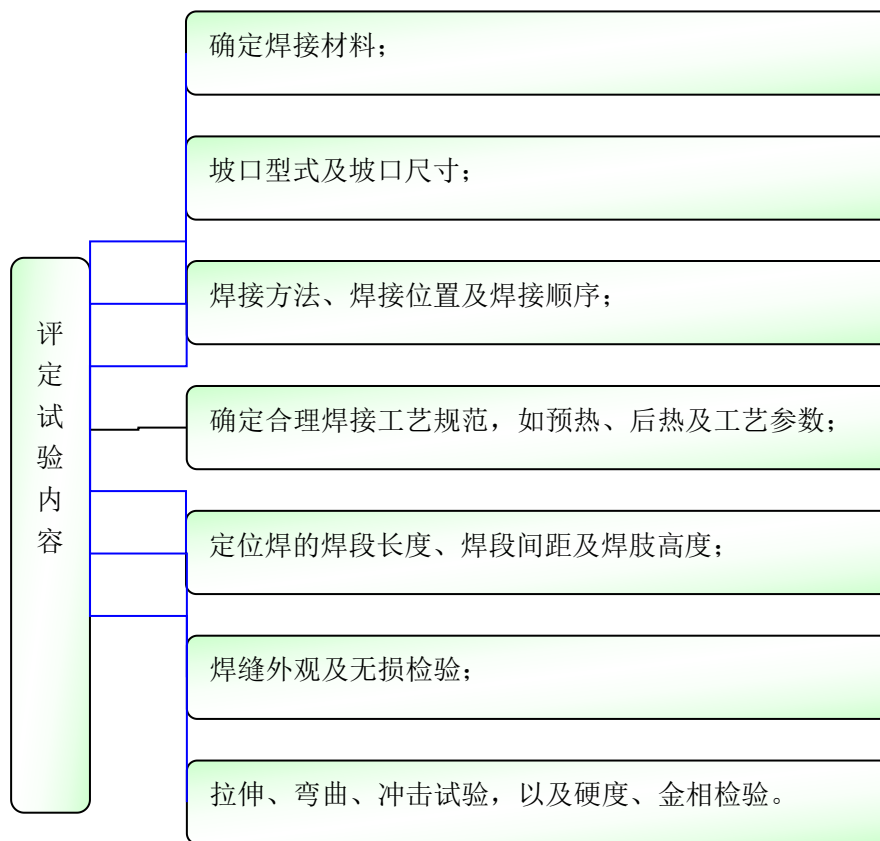 确定焊接材料；
坡口型式及坡口尺寸；
焊接方法、焊接位置及焊接顺序；
评定试验内容
确定合理焊接工艺规范，如预热、后热及工艺参数；
定位焊的焊段长度、焊段间距及焊肢高度；
焊缝外观及无损检验；
拉伸、弯曲、冲击试验，以及硬度、金相检验。